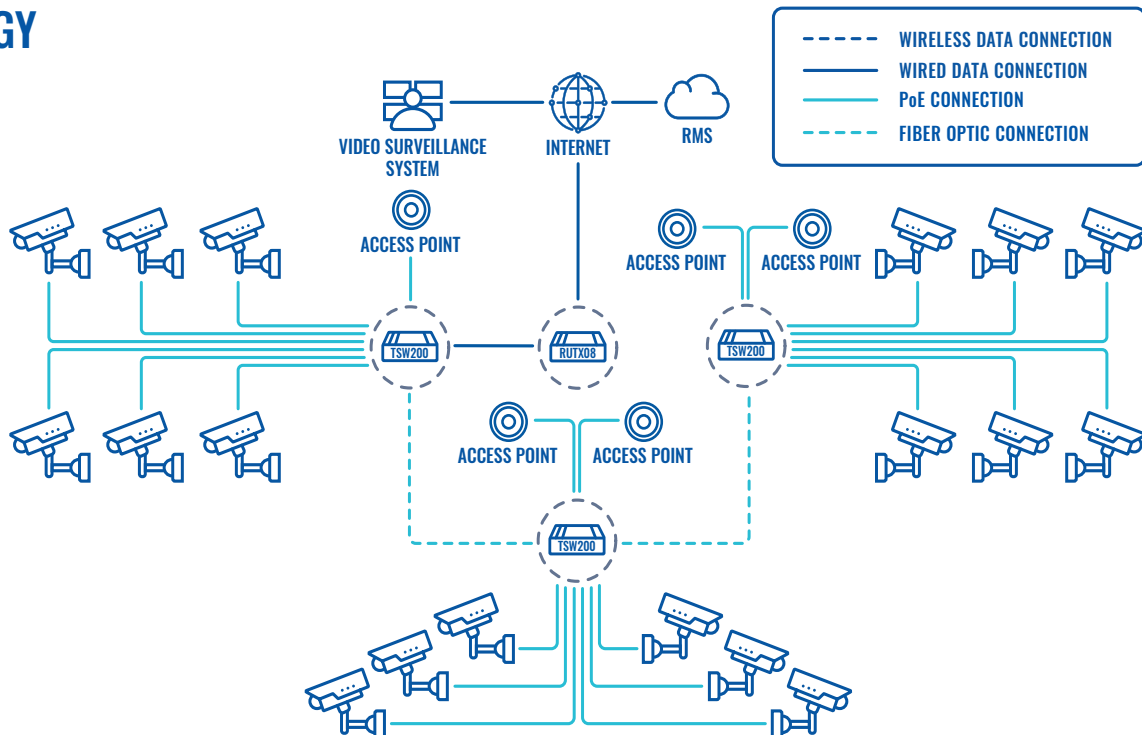 GY
WIRELESS DATA CONNECTION
WIRED DATA CONNECTION
PoE CONNECTION
FIBER OPTIC CONNECTION
VIDEO SURVEILLANCE
SYSTEM
INTERNET
RMS
ACCESS POINT
ACCESS POINT
ACCESS POINT
TSW200
RUTX08
TSW200
ACCESS POINT
ACCESS POINT
TSW200